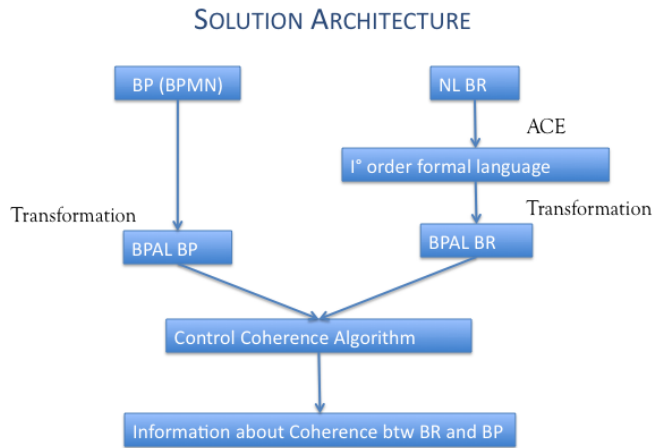 SOLUTION ARCHITECTURE
BP (BPMN)
NL BR
ACE
I° order formal language
Transformation
Transformation
BPAL BP
BPAL BR
Control Coherence Algorithm
Information about Coherence btw BR and BP